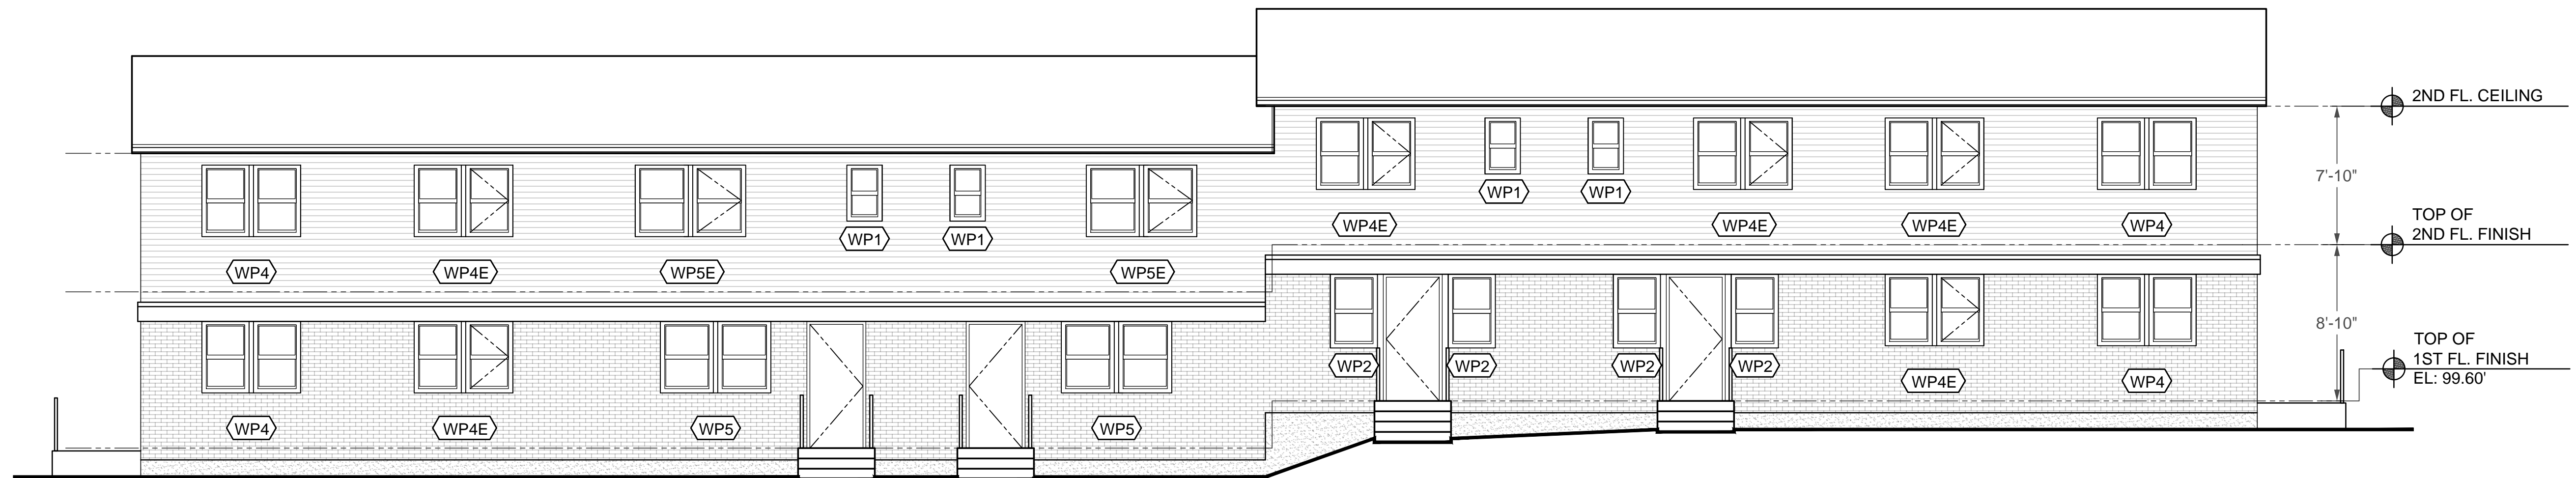 2ND FL. CEILING
7'-10"
WP1
WP1
TOP OF
2ND FL. FINISH
WP4E
WP4E
WP4E
WP4
WP1
WP1
WP4
WP4E
WP5E
WP5E
8'-10"
TOP OF
1ST FL. FINISH
EL: 99.60'
WP2
WP2
WP2
WP2
WP4E
WP4
WP4
WP4E
WP5
WP5